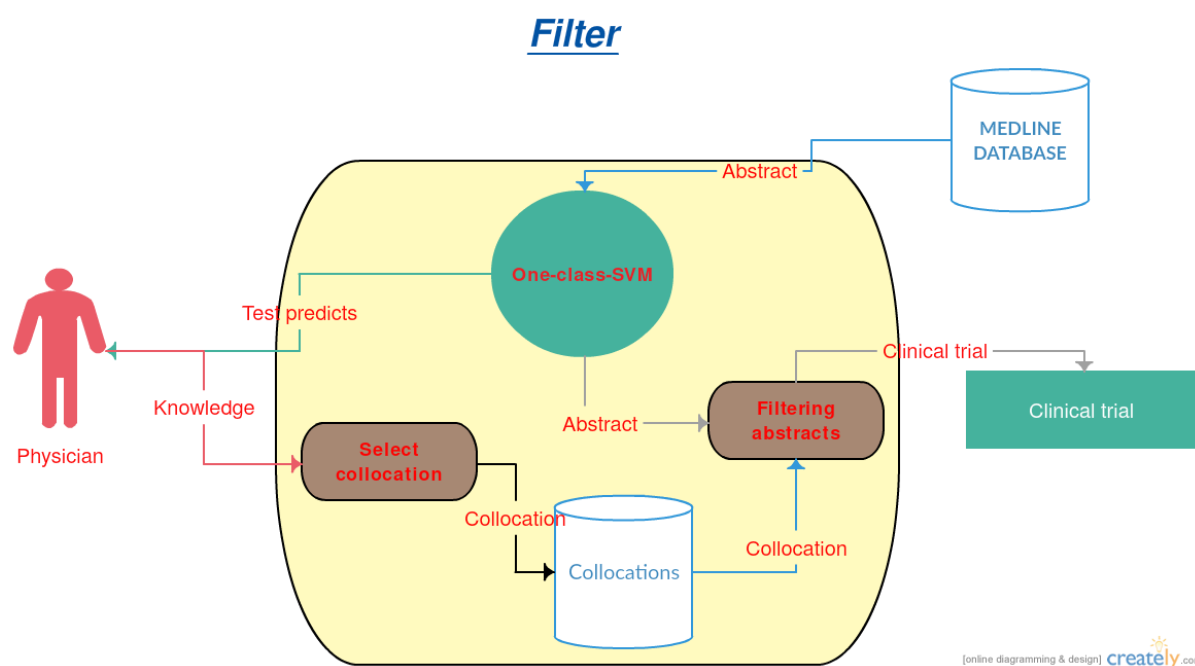 Filter
MEDLINE
DATABASE
Abstract
One-class-SVM
Test predicts
Clinical trial
Knowledge
Filtering
abstracts
Clinical trial
Abstract
Physician
Select
collocation
Collocation
Collocations
Collocation
[online diagramming & design] creately.com